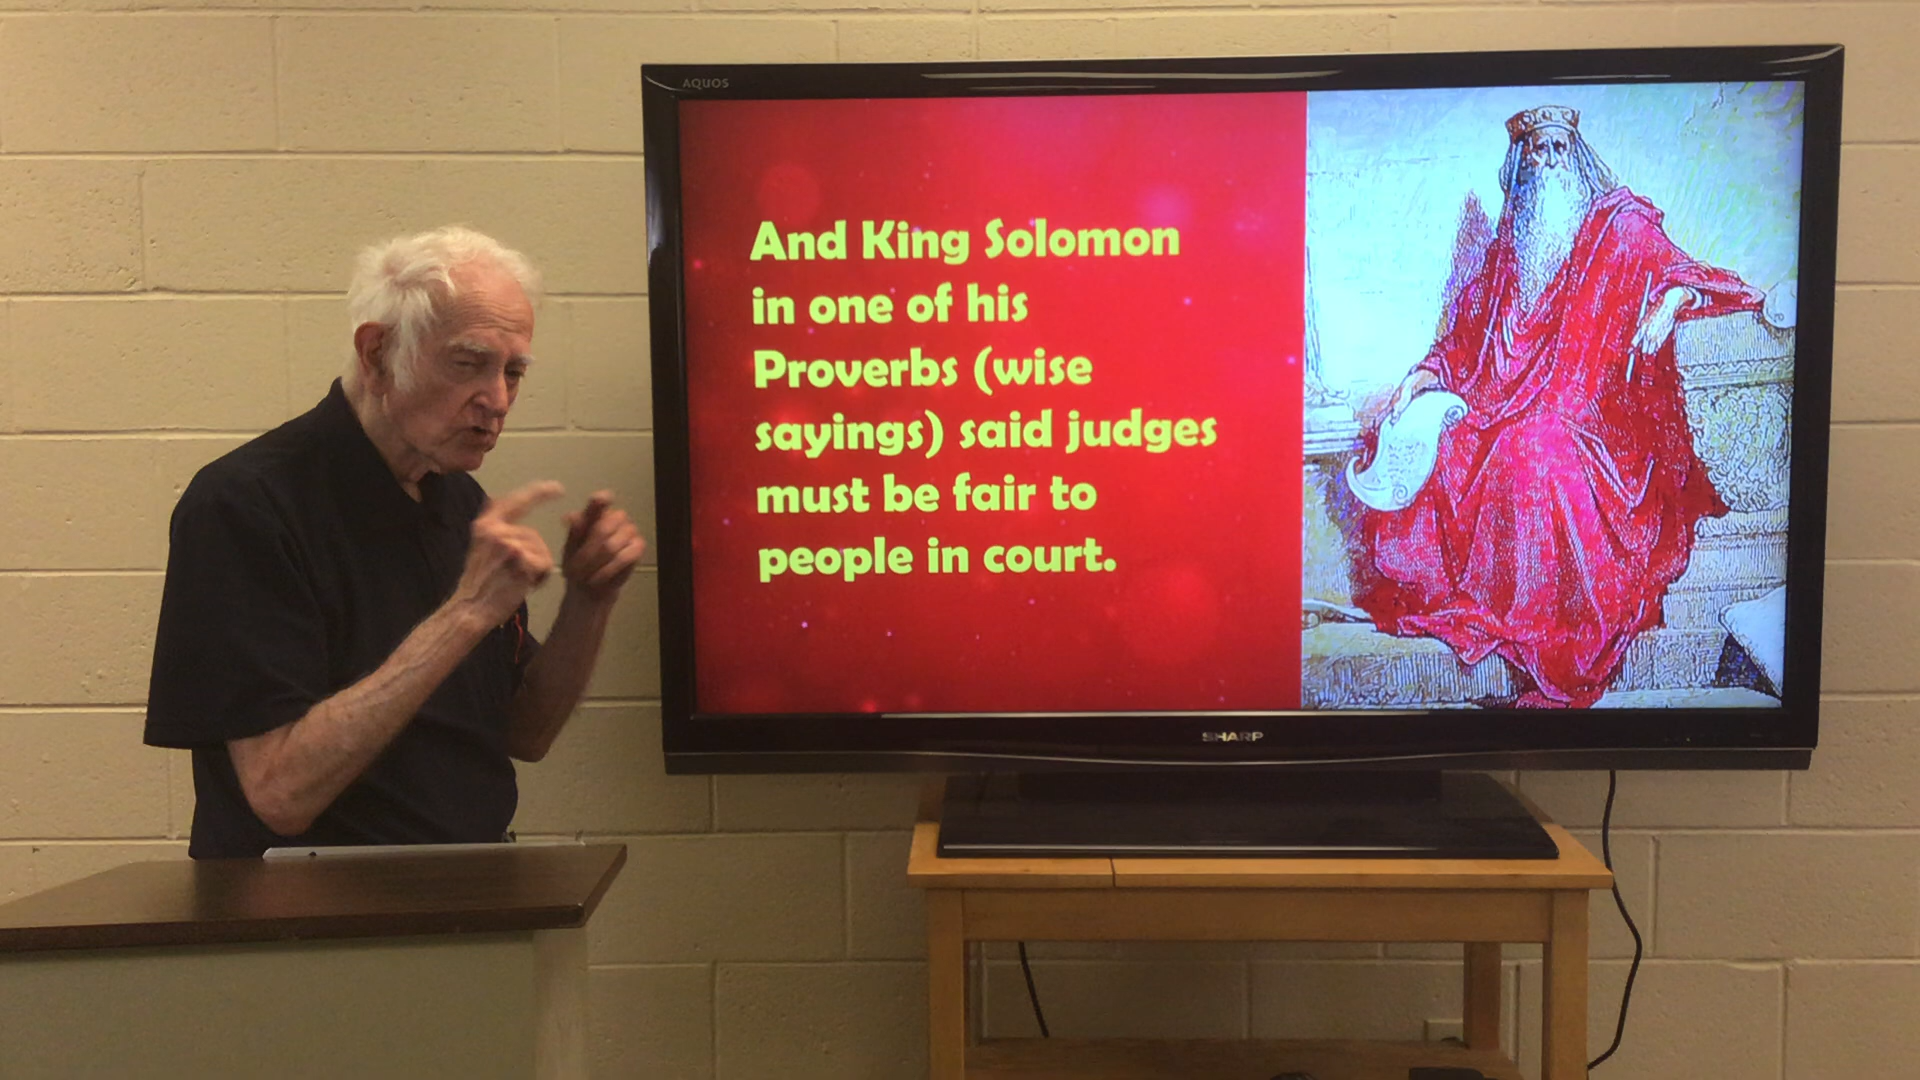 AQUOS
And King Solomon
in one of his
Proverbs (wise
sayings) said judges
must be fair to
people in court.
SHARP